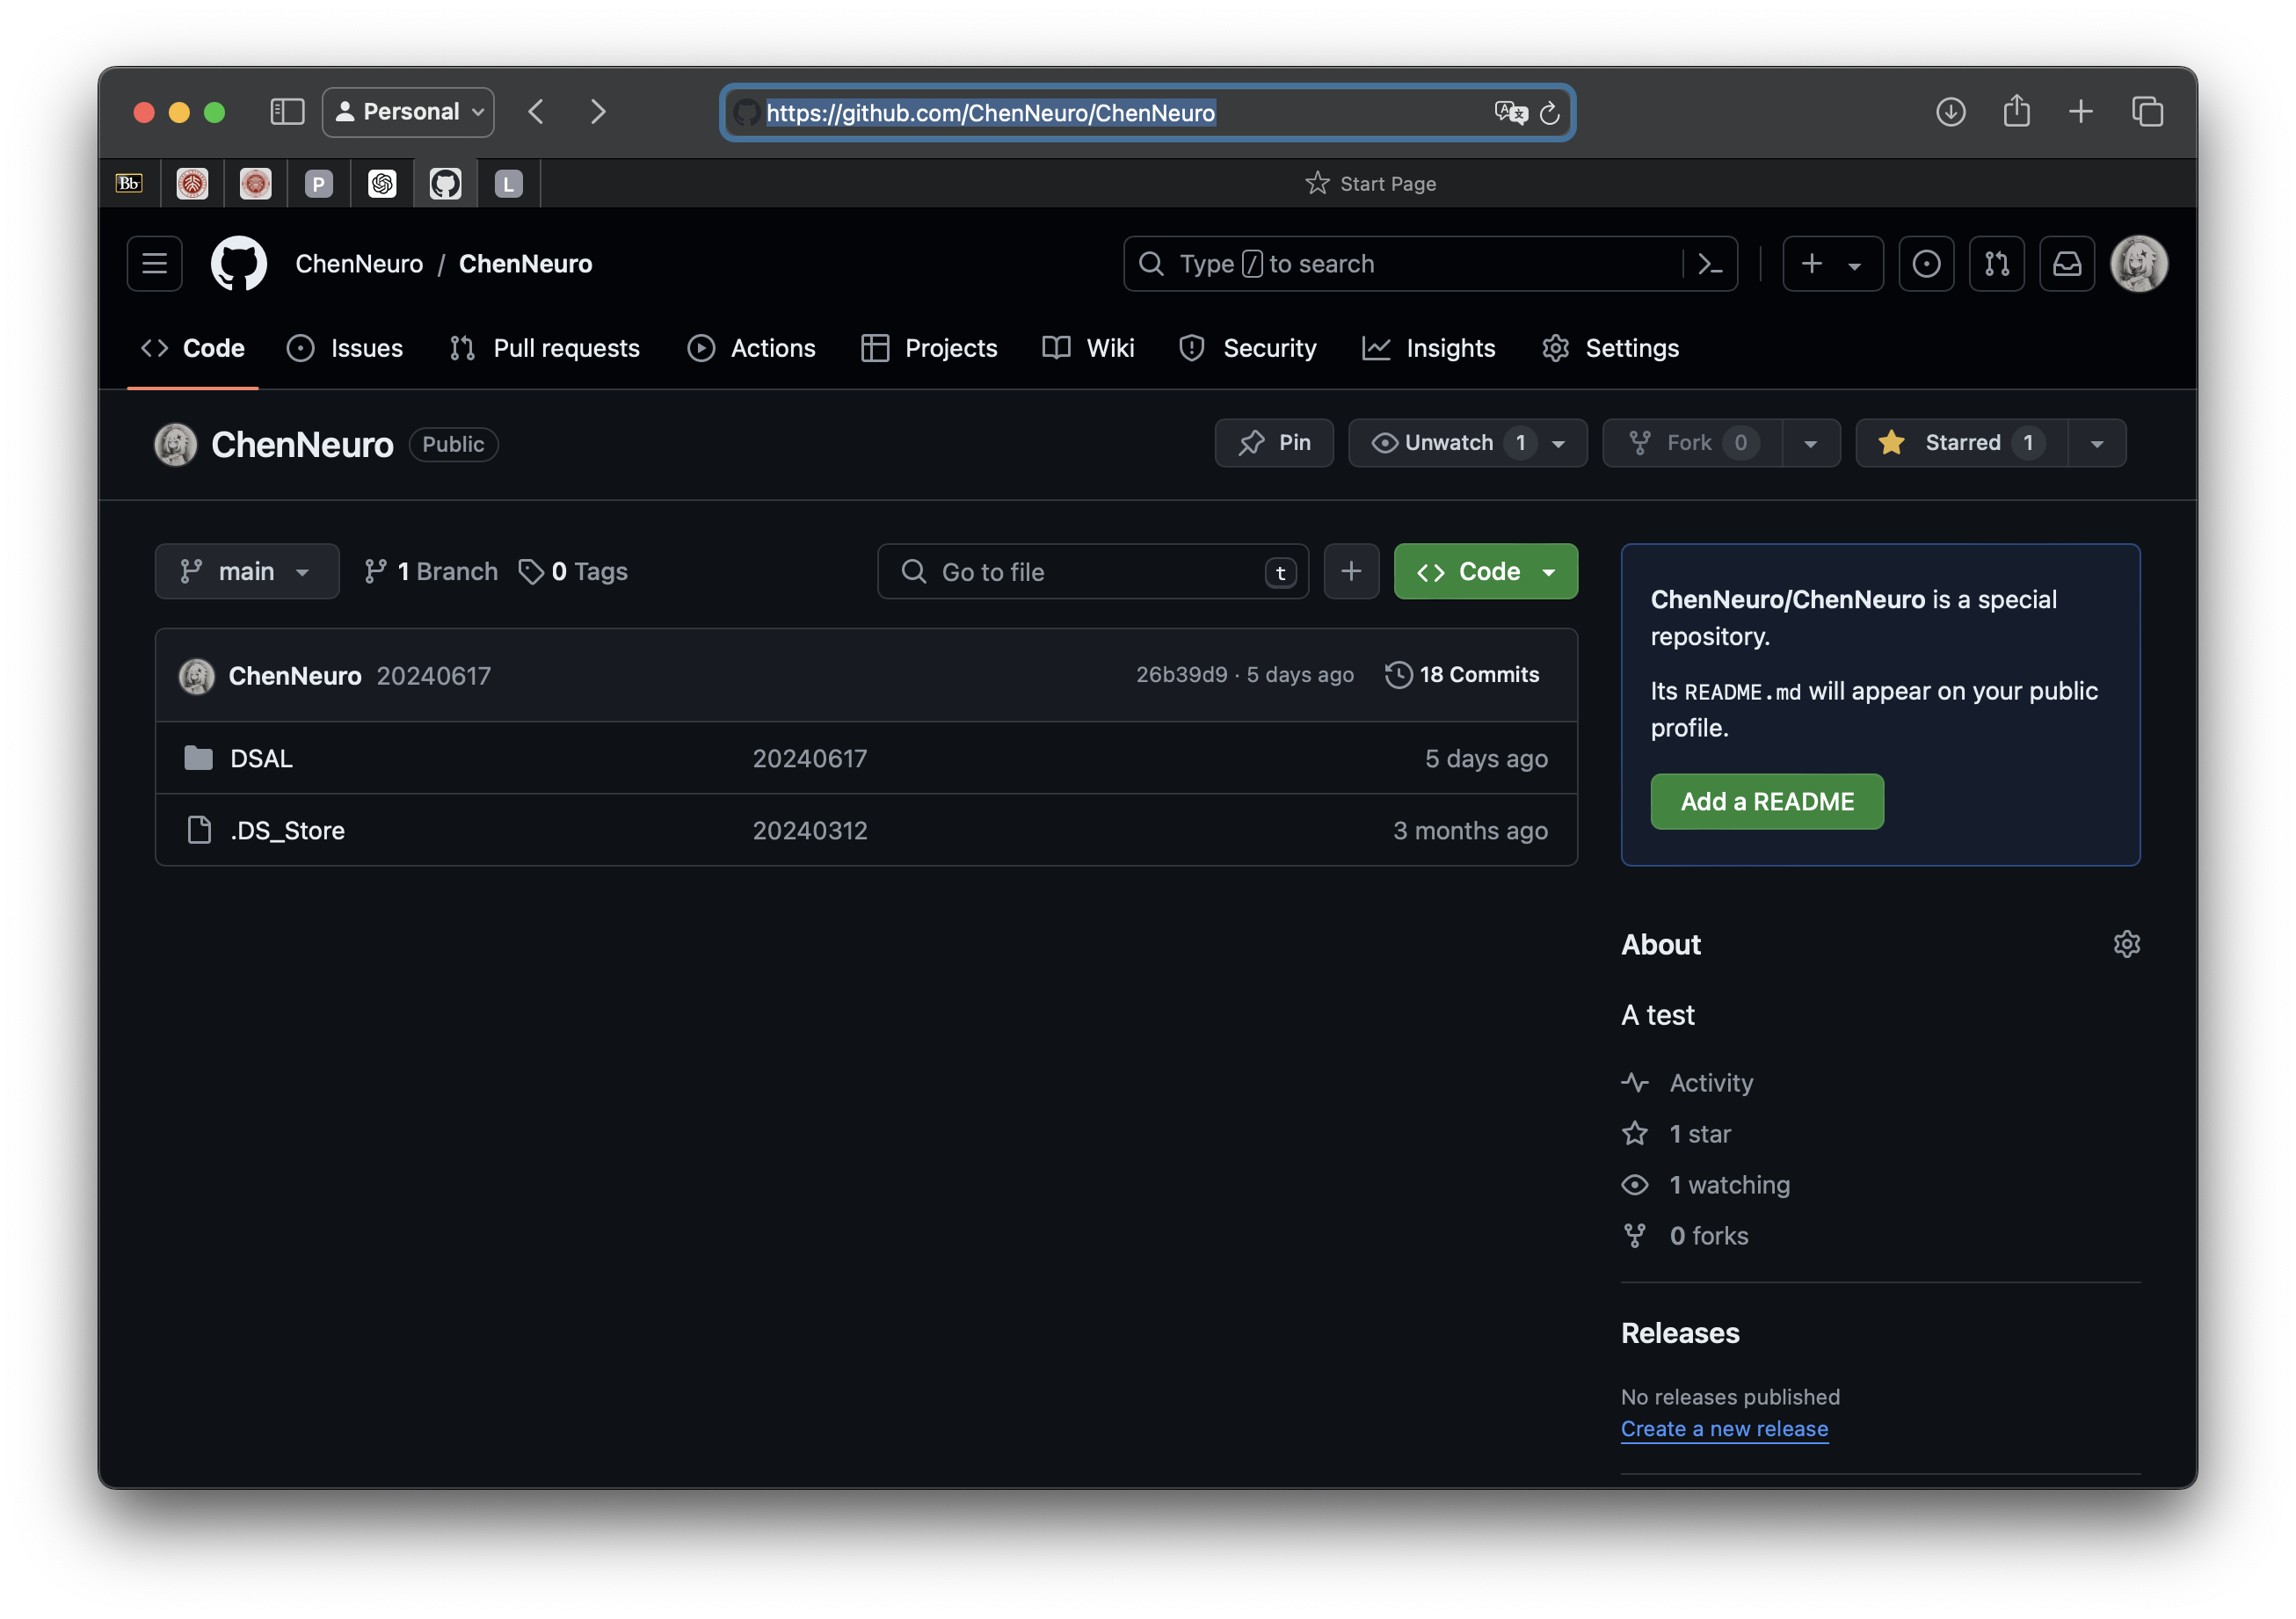 Personal
https://github.com/ChenNeuro/ChenNeuro
Bb
P
L
Start Page
ChenNeuro / ChenNeuro
Type / to search
Code
Issues
Pull requests
Actions
Projects
Wiki
Security
Insights
Settings
ChenNeuro Public
Pin
Unwatch 1
Fork 0
Starred 1
main
1 Branch
0 Tags
Go to file t
Code
ChenNeuro/ChenNeuro is a special
repository.
Its README.md will appear on your public
profile.
Add a README
ChenNeuro 20240617
26b39d9 · 5 days ago
18 Commits
DSAL 20240617 5 days ago
.DS_Store 20240312 3 months ago
About
A test
Activity
1 star
1 watching
0 forks
Releases
No releases published
Create a new release